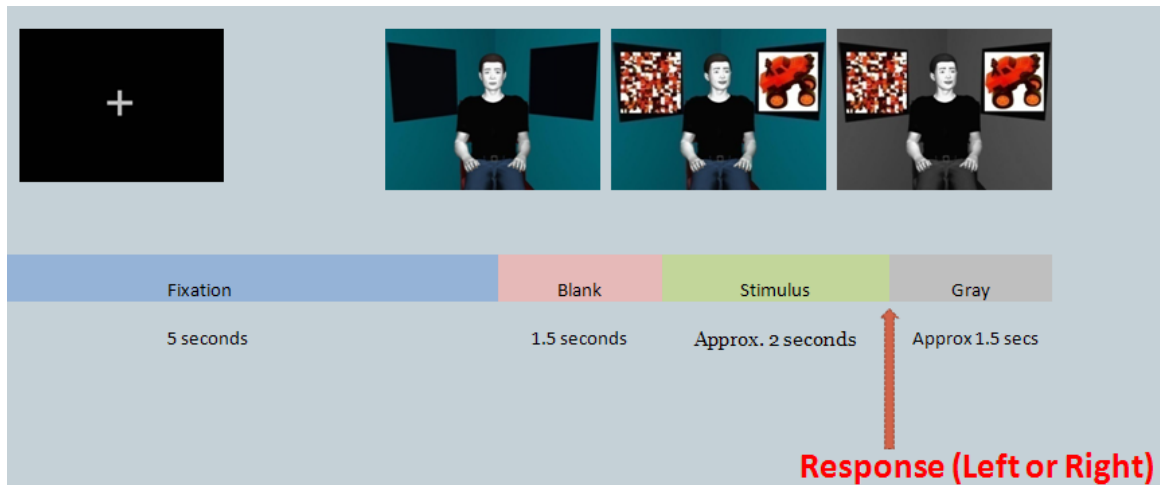 Fixation Blank Stimulus Gray
5 seconds 1.5 seconds Approx. 2 seconds Approx 1.5 secs
Response (Left or Right)